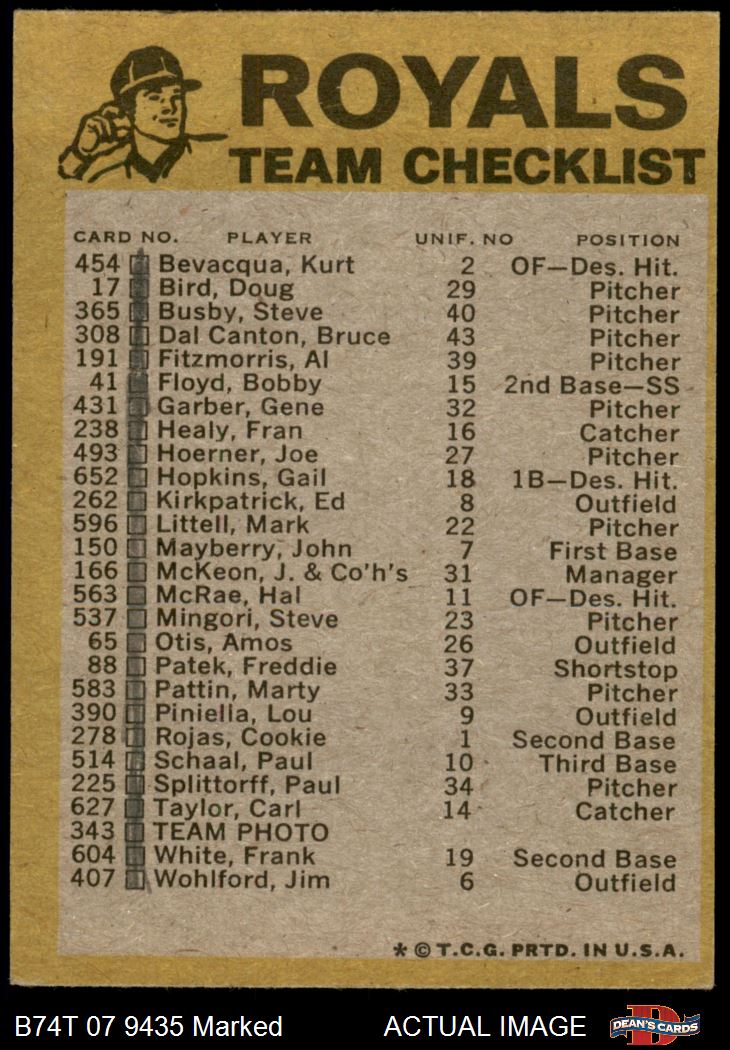 ROYALS
TEAM CHECKLIST
CARD NO. PLAYER UNIF. NO POSITION
454 Bevacqua, Kurt 2 OF—Des. Hit.
17 Bird, Doug 29 Pitcher
365 Busby, Steve 40 Pitcher
308 Dal Canton, Bruce 43 Pitcher
191 Fitzmorris, Al 39 Pitcher
41 Floyd, Bobby 15 2nd Base—SS
431 Garber, Gene 32 Pitcher
238 Healy, Fran 16 Catcher
493 Hoerner, Joe 27 Pitcher
652 Hopkins, Gail 18 1B—Des. Hit.
262 Kirkpatrick, Ed 8 Outfield
596 Littell, Mark 22 Pitcher
150 Mayberry, John 7 First Base
166 McKeon, J. & Co'h's 31 Manager
563 McRae, Hal 11 OF—Des. Hit.
537 Mingori, Steve 23 Pitcher
65 Otis, Amos 26 Outfield
88 Patek, Freddie 37 Shortstop
583 Pattin, Marty 33 Pitcher
390 Piniella, Lou 9 Outfield
278 Rojas, Cookie 1 Second Base
514 Schaal, Paul 10 Third Base
225 Splittorff, Paul 34 Pitcher
627 Taylor, Carl 14 Catcher
343 TEAM PHOTO
604 White, Frank 19 Second Base
407 Wohlford, Jim 6 Outfield
* © T.C.G. PRTD. IN U.S.A.
B74T 07 9435 Marked ACTUAL IMAGE DEAN'S CARDS